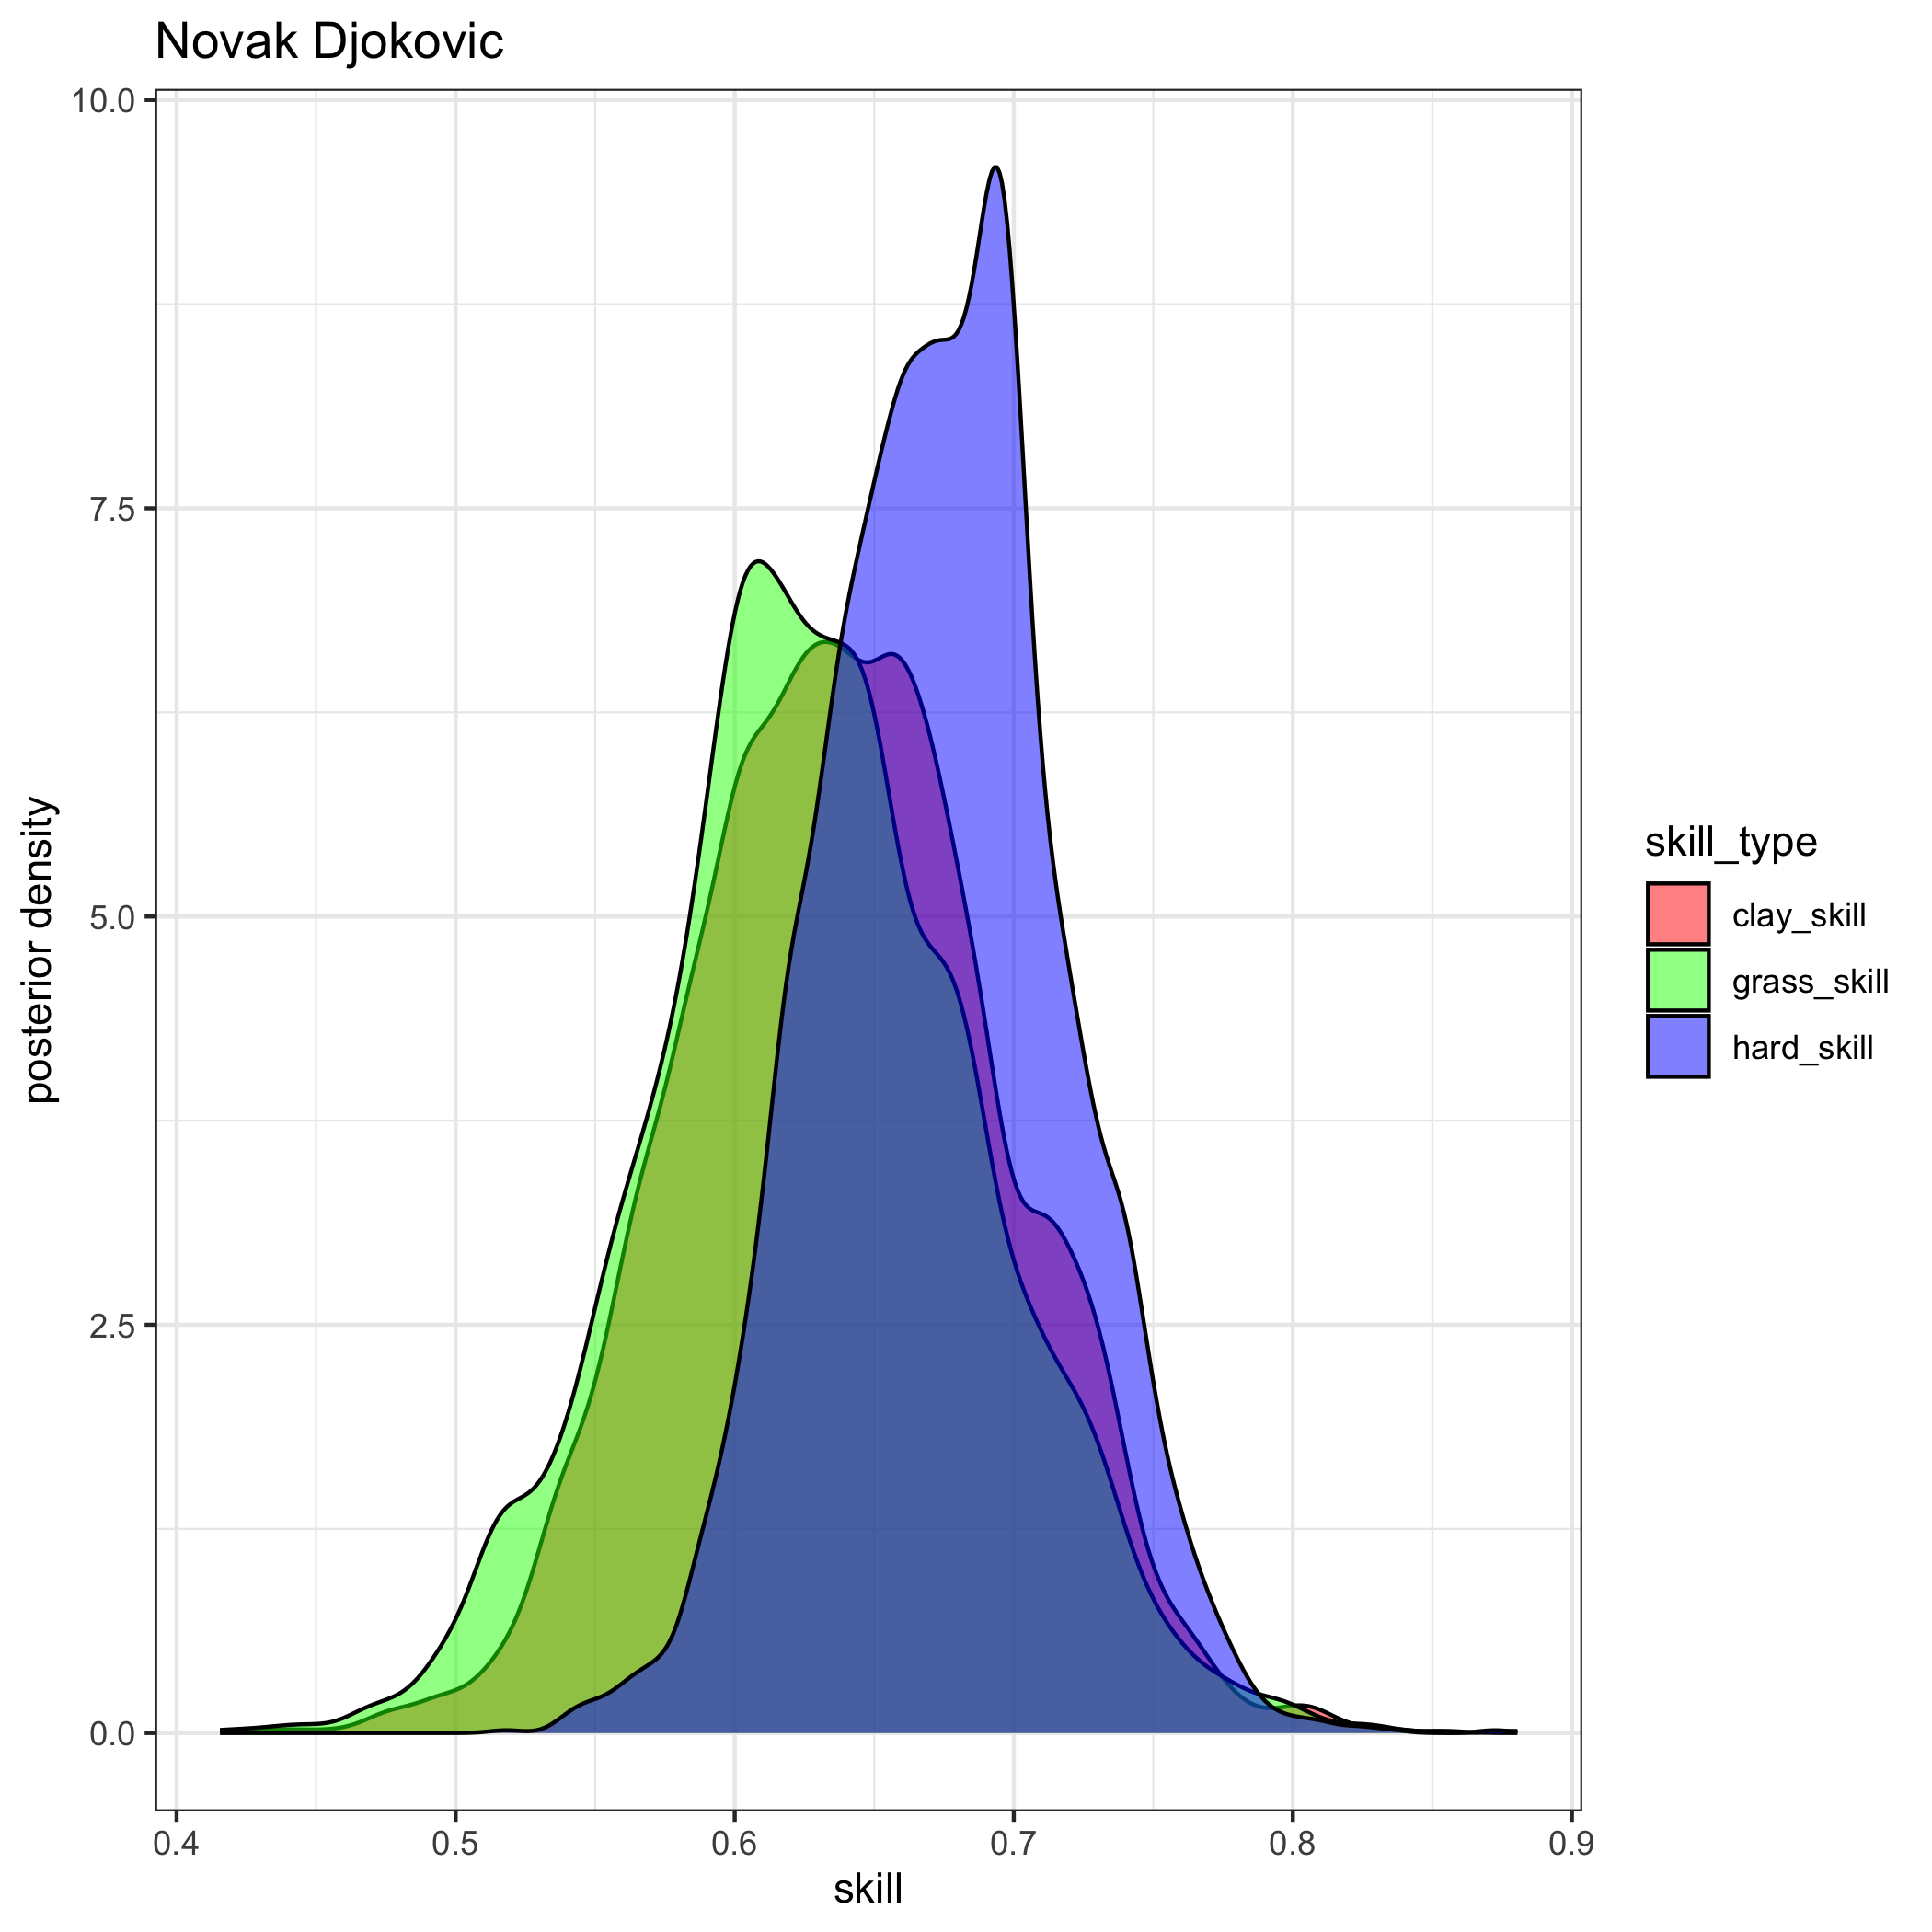 Novak Djokovic
10.0
7.5
5.0
2.5
0.0
posterior density
0.4 0.5 0.6 0.7 0.8 0.9
skill
skill_type
clay_skill
grass_skill
hard_skill